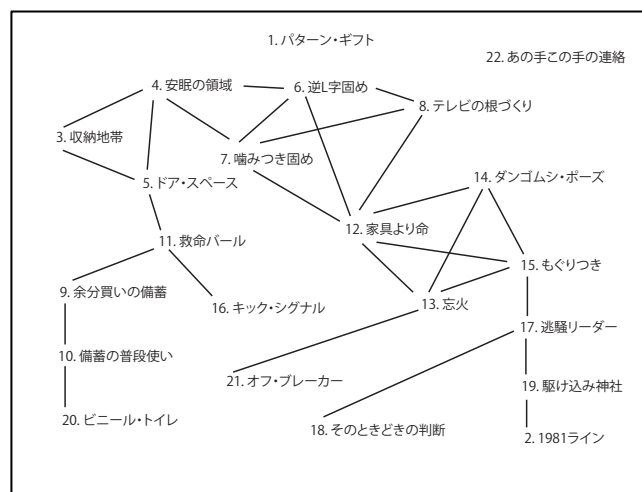 1. パターン・ギフト
22. あの手この手の連絡
4. 安眠の領域
6. 逆L字固め
8. テレビの根づくり
3. 収納地帯
7. 噛みつき固め
5. ドア・スペース
14. ダンゴムシ・ポーズ
12. 家具より命
11. 救命バール
15. もぐりつき
9. 余分買いの備蓄
16. キック・シグナル
13. 忘火
17. 逃騒リーダー
10. 備蓄の普段使い
21. オフ・ブレーカー
19. 駆け込み神社
20. ビニール・トイレ
18. そのときどきの判断
2. 1981ライン